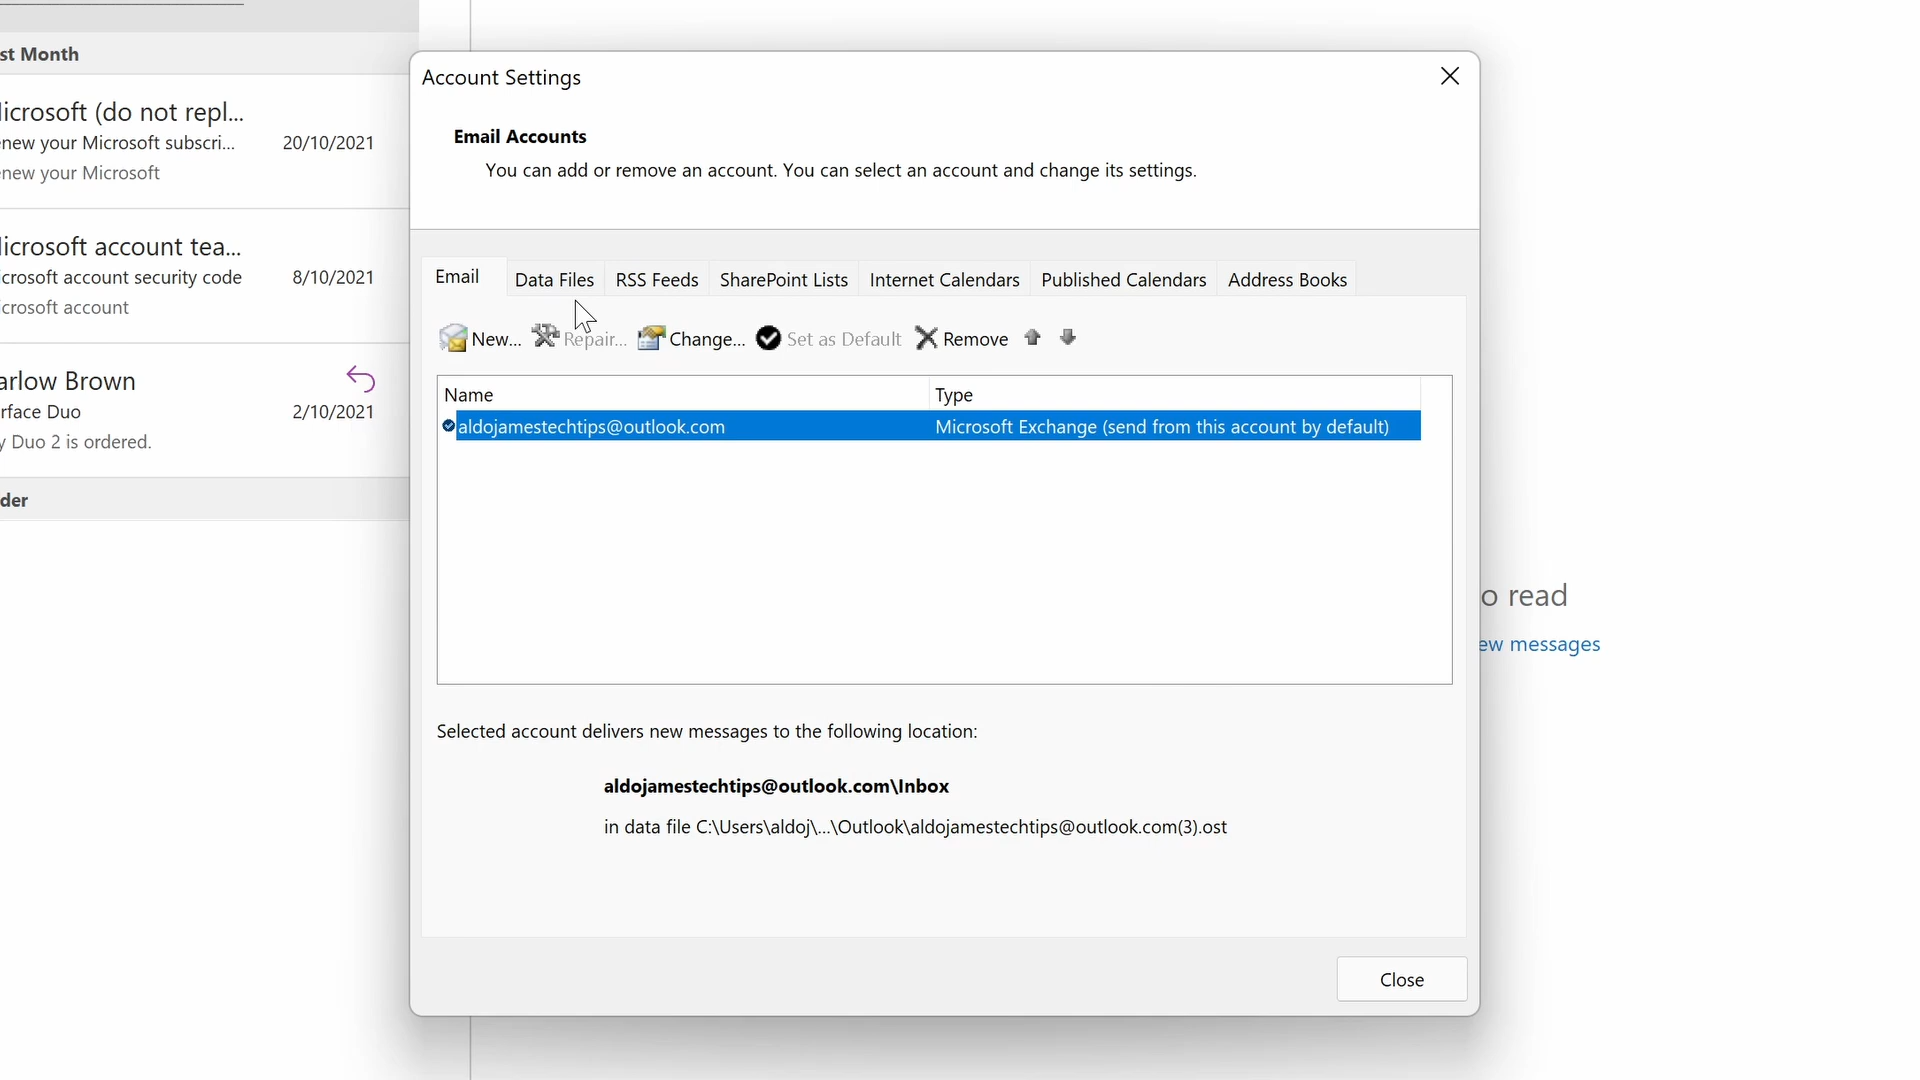 st Month
icrosoft (do not repl...
enew your Microsoft subscri... 20/10/2021
enew your Microsoft
icrosoft account tea...
crosoft account security code 8/10/2021
crosoft account
arlow Brown
rface Duo 2/10/2021
y Duo 2 is ordered.
der
Account Settings
Email Accounts
You can add or remove an account. You can select an account and change its settings.
Email Data Files RSS Feeds SharePoint Lists Internet Calendars Published Calendars Address Books
New... Repair... Change... Set as Default Remove
Name Type
aldojamestechtips@outlook.com Microsoft Exchange (send from this account by default)
Selected account delivers new messages to the following location:
aldojamestechtips@outlook.com\Inbox
in data file C:\Users\aldoj\...\Outlook\aldojamestechtips@outlook.com(3).ost
Close
o read
ew messages